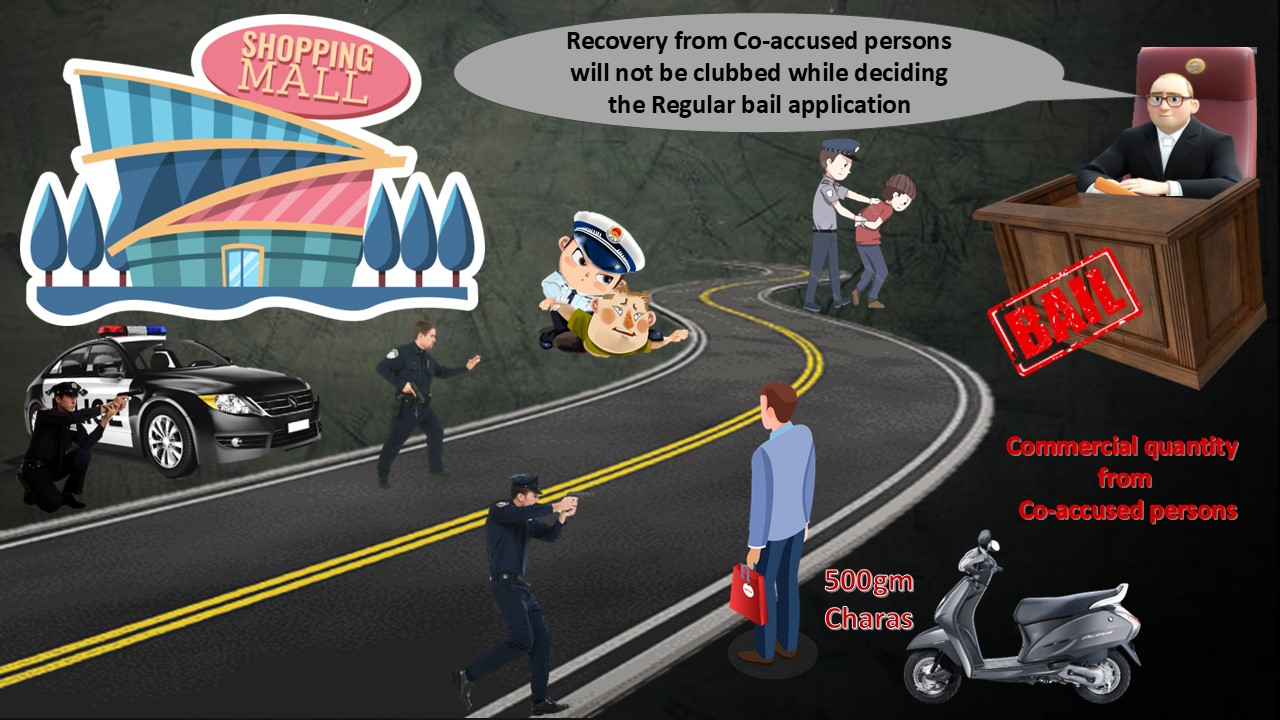 SHOPPING
MALL
Recovery from Co-accused persons
will not be clubbed while deciding
the Regular bail application
BAIL
Commercial quantity
from
Co-accused persons
500gm
Charas